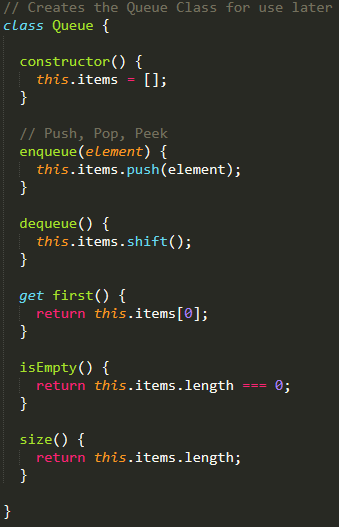 // Creates the Queue Class for use later
class Queue {
constructor() {
this.items = [];
}
// Push, Pop, Peek
enqueue(element) {
this.items.push(element);
}
dequeue() {
this.items.shift();
}
get first() {
return this.items[0];
}
isEmpty() {
return this.items.length === 0;
}
size() {
return this.items.length;
}
}